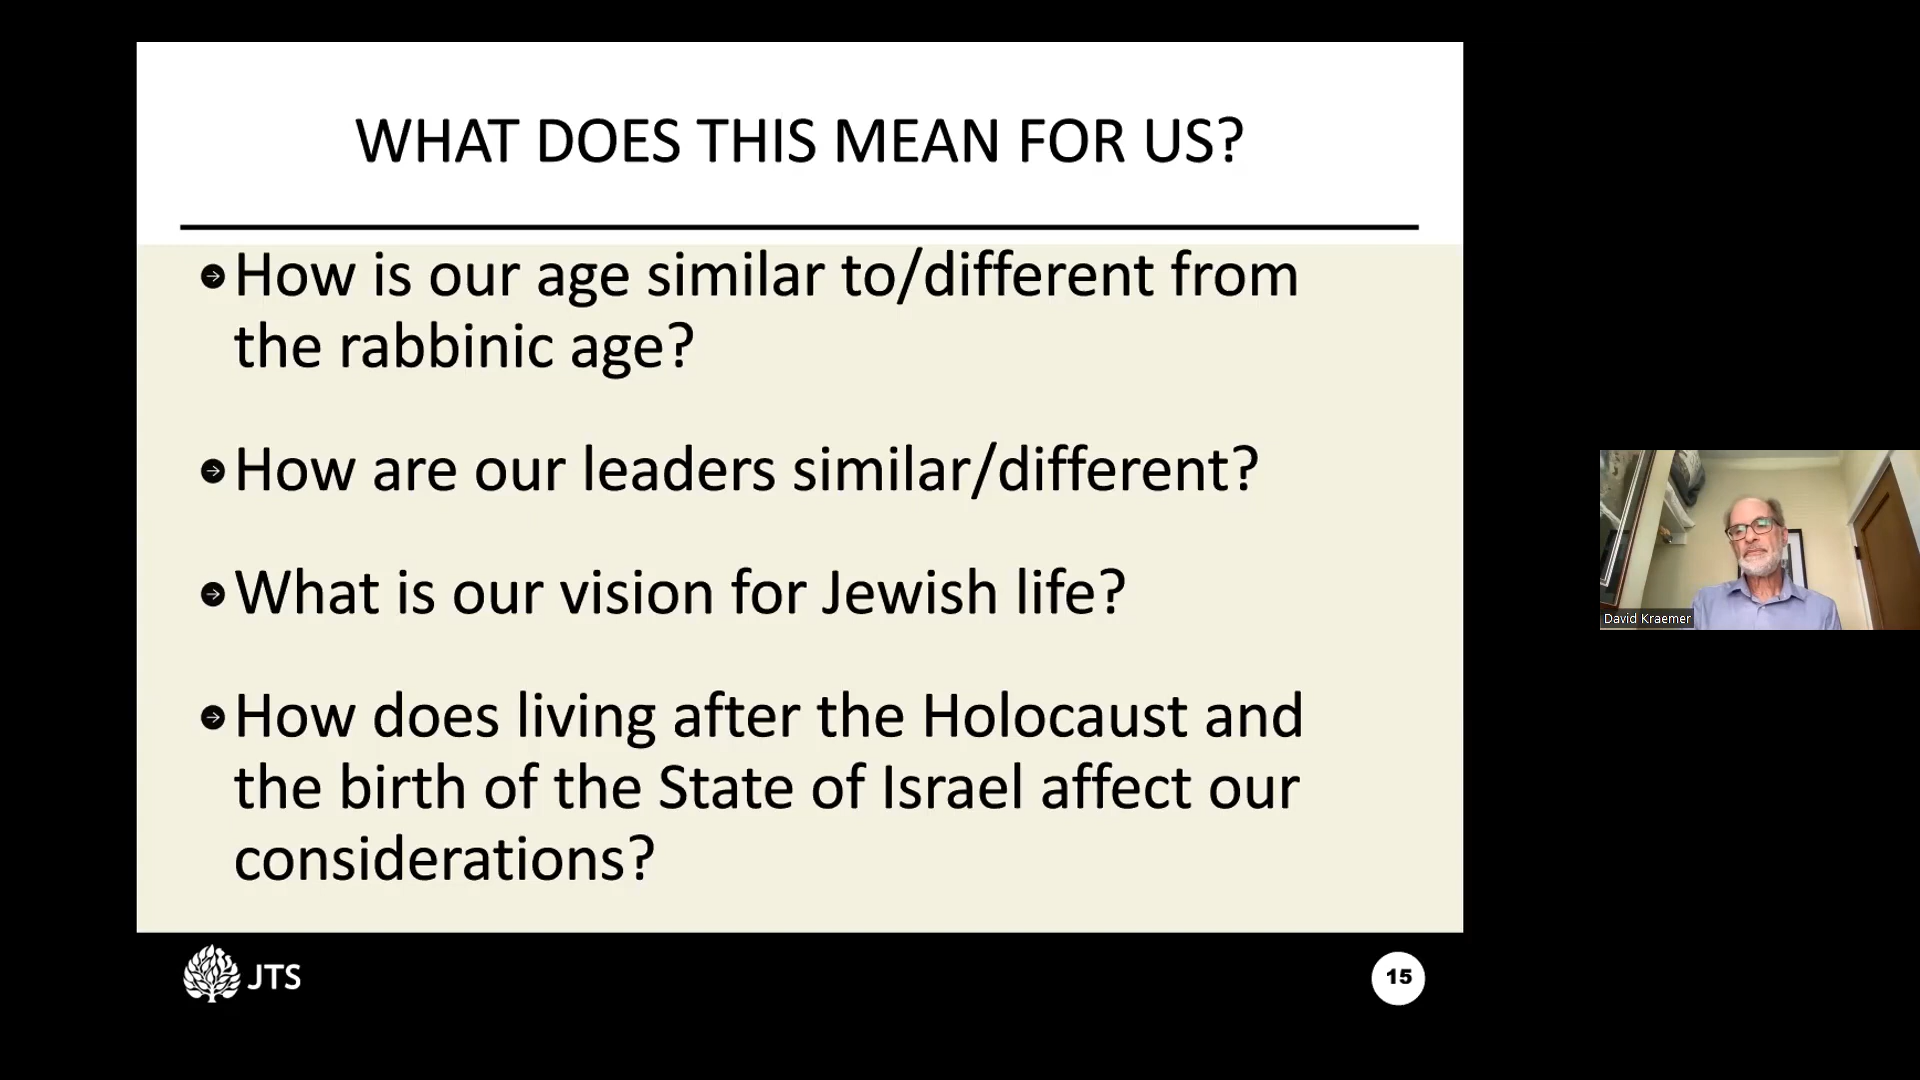 WHAT DOES THIS MEAN FOR US?
How is our age similar to/different from
the rabbinic age?
How are our leaders similar/different?
What is our vision for Jewish life?
How does living after the Holocaust and
the birth of the State of Israel affect our
considerations?
JTS
15
David Kraemer